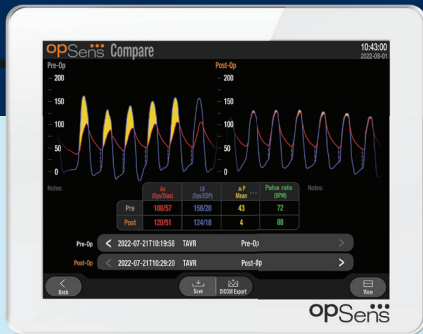 opSens Compare
10:43:00
2022-08-01
Pre-Op
Post-Op
200
150
100
50
0
200
150
100
50
0
Notes:
Ao (Sys/Dias) LV (Sys/EDP) ΔP Mean ... Pulse rate (BPM)
Notes:
Pre 100/57 158/20 43 72
Post 120/51 124/18 4 88
Pre-Op < 2022-07-21T10:19:58 TAVR Pre-Op >
Post-Op < 2022-07-21T10:29:20 TAVR Post-Op >
Back
Save
DICOM Export
View
opSens